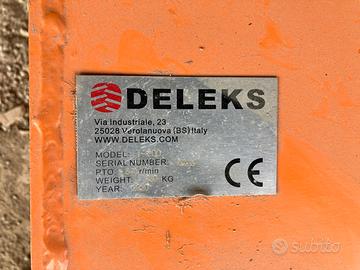 DELEKS
Via Industriale, 23
25028 Verolanuova (BS) Italy
WWW.DELEKS.COM
MODEL:
SERIAL NUMBER:
PTO r/min
WEIGHT: KG
YEAR:
CE
subito